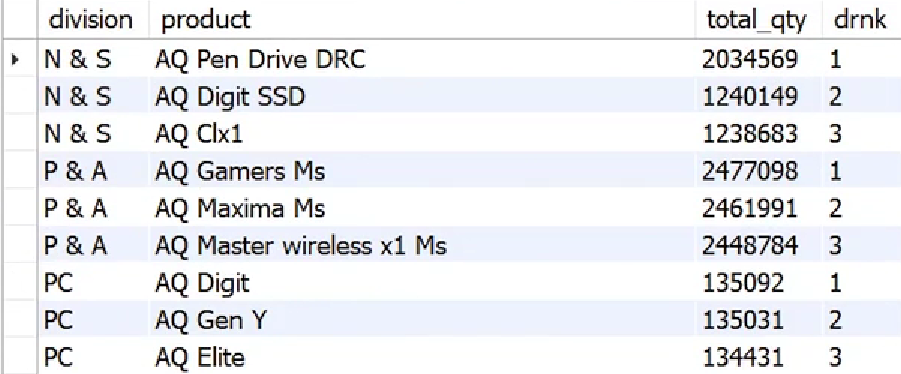 division product total_qty drnk
N & S AQ Pen Drive DRC 2034569 1
N & S AQ Digit SSD 1240149 2
N & S AQ Clx1 1238683 3
P & A AQ Gamers Ms 2477098 1
P & A AQ Maxima Ms 2461991 2
P & A AQ Master wireless x1 Ms 2448784 3
PC AQ Digit 135092 1
PC AQ Gen Y 135031 2
PC AQ Elite 134431 3